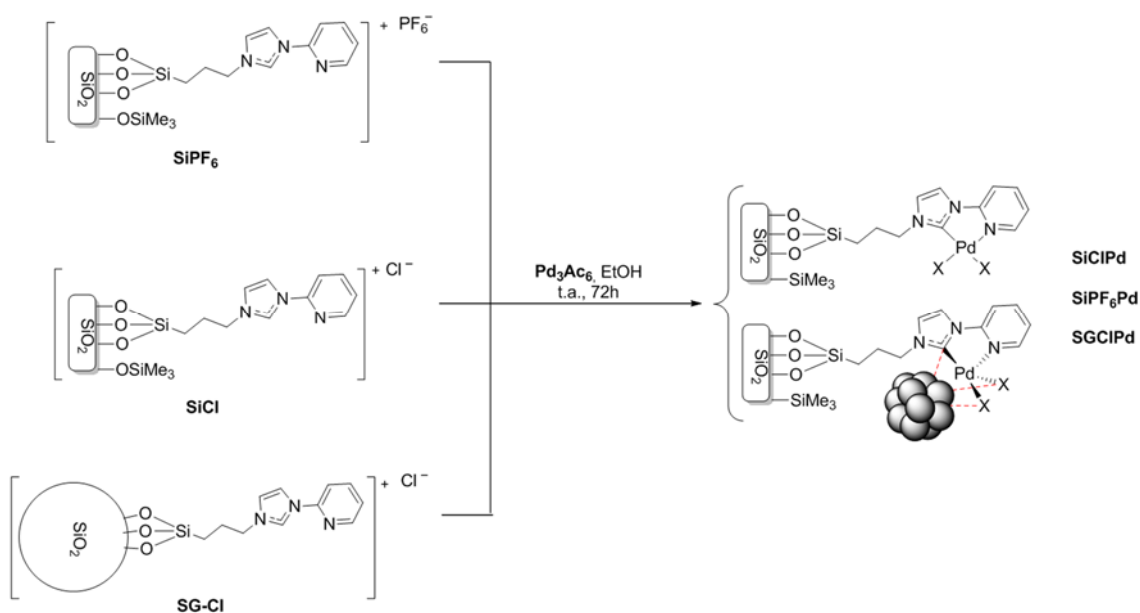 + PF6−
SiO2
O
O
O
Si
N
N
N
OSiMe3
SiPF6
+ Cl−
SiO2
O
O
O
Si
N
N
N
OSiMe3
SiCl
+ Cl−
SiO2
O
O
O
Si
N
N
N
SG-Cl
Pd3Ac6, EtOH
t.a., 72h
SiO2
O
O
O
Si
N
N
N
Pd
X X
SiMe3
SiO2
O
O
O
Si
N
N
N
Pd
X
X
SiMe3
SiClPd
SiPF6Pd
SGClPd